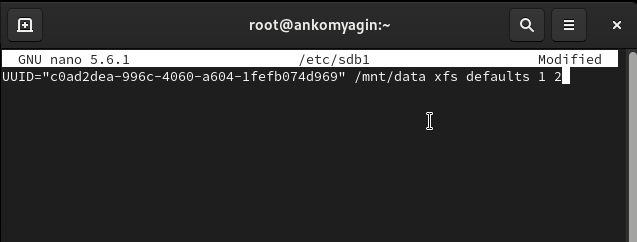 root@ankomyagin:~
GNU nano 5.6.1 /etc/sdb1 Modified
UUID="c0ad2dea-996c-4060-a604-1fefb074d969" /mnt/data xfs defaults 1 2